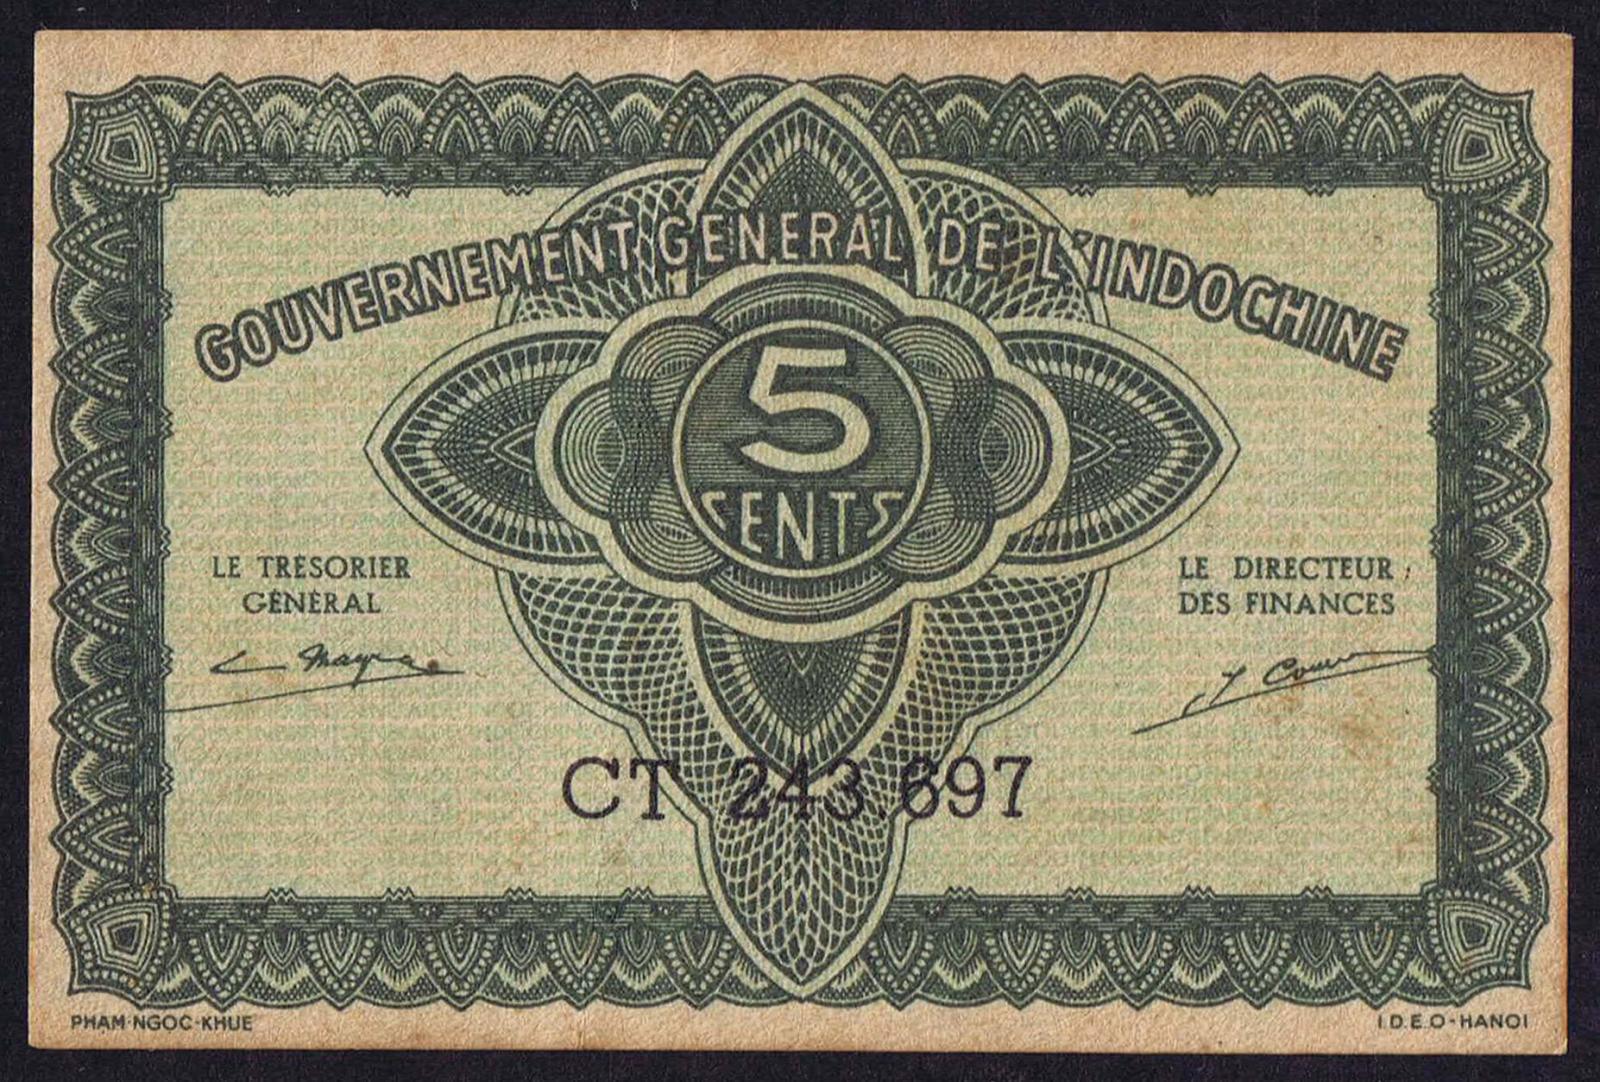 GOUVERNEMENT GENERAL DE L'INDOCHINE
5
CENTS
LE TRÉSORIER
GÉNÉRAL
LE DIRECTEUR
DES FINANCES
CT 243 697
PHAM-NGOC-KHUE
I.D.E.O-HANOI